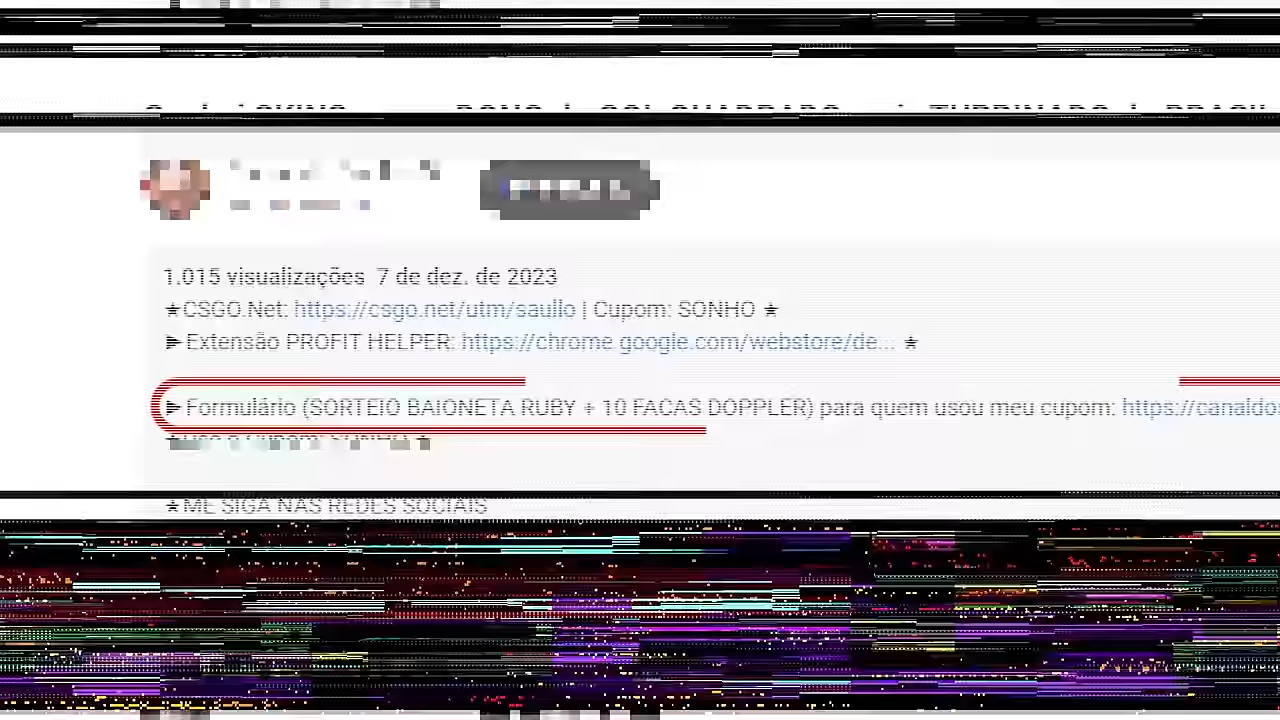 1.015 visualizações 7 de dez. de 2023
★CSGO.Net: https://csgo.net/utm/saullo | Cupom: SONHO ★
▶Extensão PROFIT HELPER: https://chrome.google.com/webstore/de... ★
▶Formulário (SORTEIO BAIONETA RUBY + 10 FACAS DOPPLER) para quem usou meu cupom: https://canaldo
★ME SIGA NAS REDES SOCIAIS